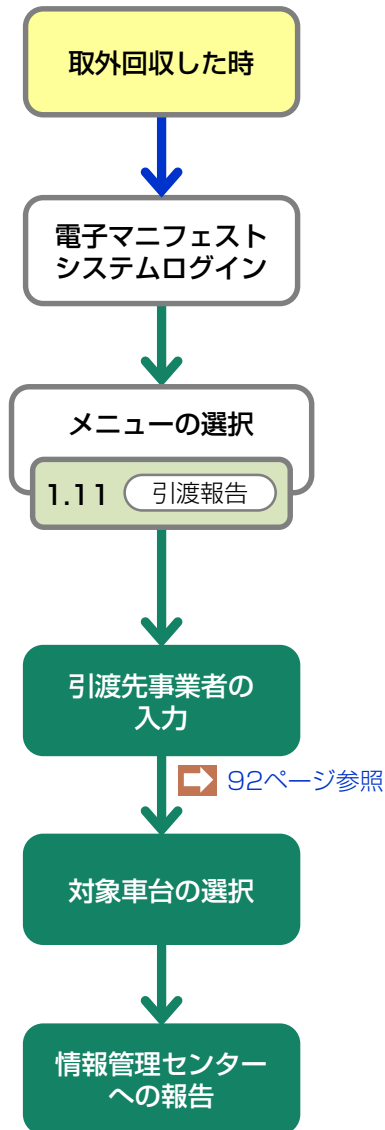 取外回収した時
電子マニフェスト
システムログイン
メニューの選択
1.11 引渡報告
引渡先事業者の
入力
92ページ参照
対象車台の選択
情報管理センター
への報告